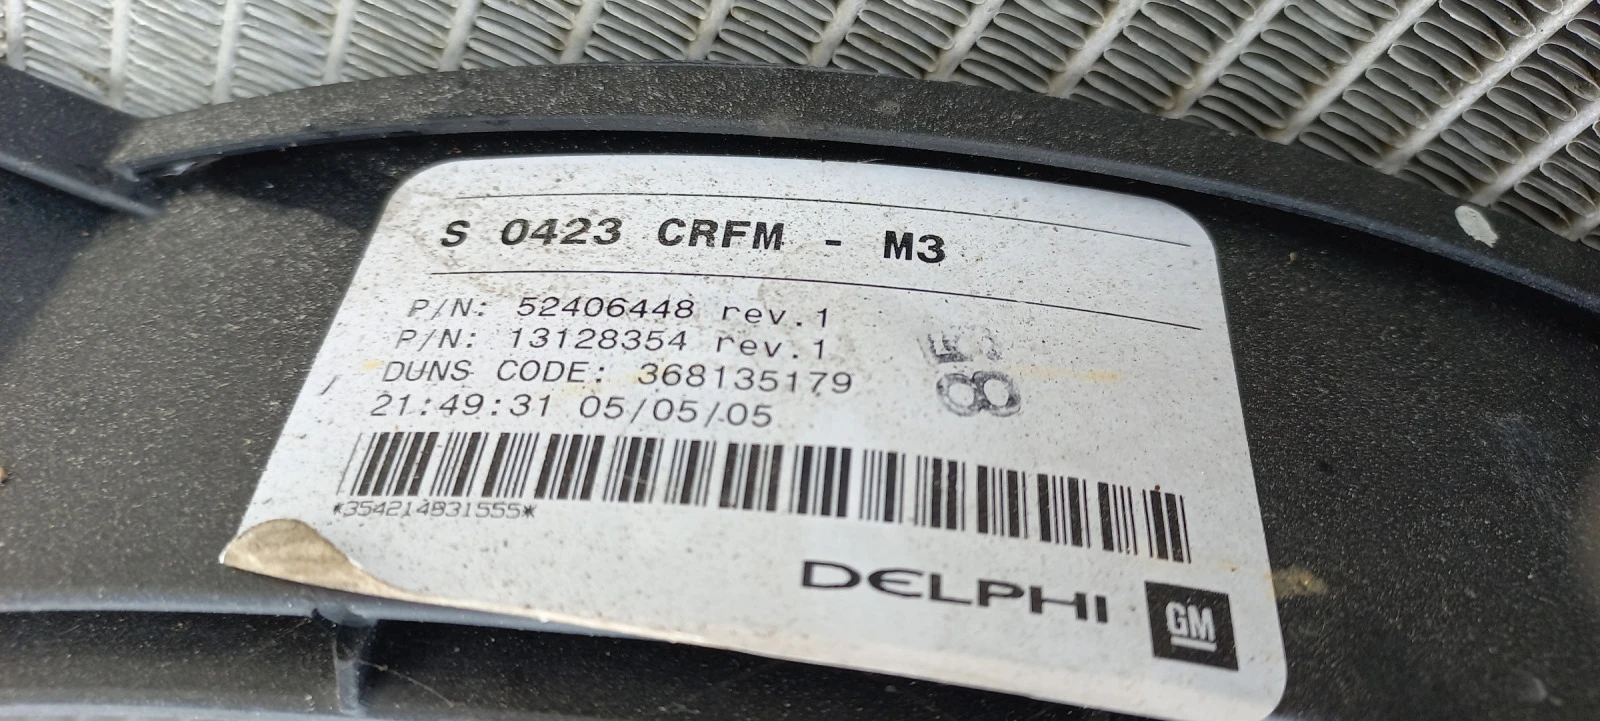 S 0423 CRFM - M3
P/N: 52406448 rev.1
P/N: 13128354 rev.1
DUNS CODE: 368135179
21:49:31 05/05/05
8
*354214831555*
DELPHI
GM